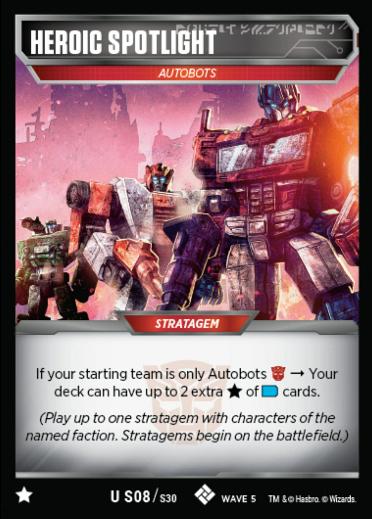 HEROIC SPOTLIGHT
AUTOBOTS
STRATAGEM
If your starting team is only Autobots → Your
deck can have up to 2 extra ★ of cards.
(Play up to one stratagem with characters of the
named faction. Stratagems begin on the battlefield.)
U S08/S30 WAVE 5 TM & © Hasbro. © Wizards.